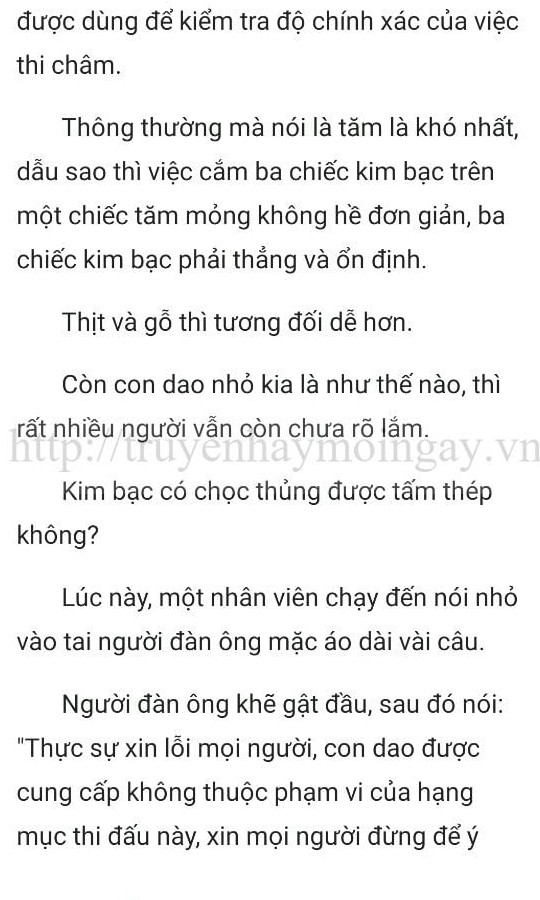 được dùng để kiểm tra độ chính xác của việc
thi châm.
Thông thường mà nói là tăm là khó nhất,
dẫu sao thì việc cắm ba chiếc kim bạc trên
một chiếc tăm mỏng không hề đơn giản, ba
chiếc kim bạc phải thẳng và ổn định.
Thịt và gỗ thì tương đối dễ hơn.
Còn con dao nhỏ kia là như thế nào, thì
rất nhiều người vẫn còn chưa rõ lắm.
http://truyenhaymoingay.vn
Kim bạc có chọc thủng được tấm thép
không?
Lúc này, một nhân viên chạy đến nói nhỏ
vào tai người đàn ông mặc áo dài vài câu.
Người đàn ông khẽ gật đầu, sau đó nói:
"Thực sự xin lỗi mọi người, con dao được
cung cấp không thuộc phạm vi của hạng
mục thi đấu này, xin mọi người đừng để ý